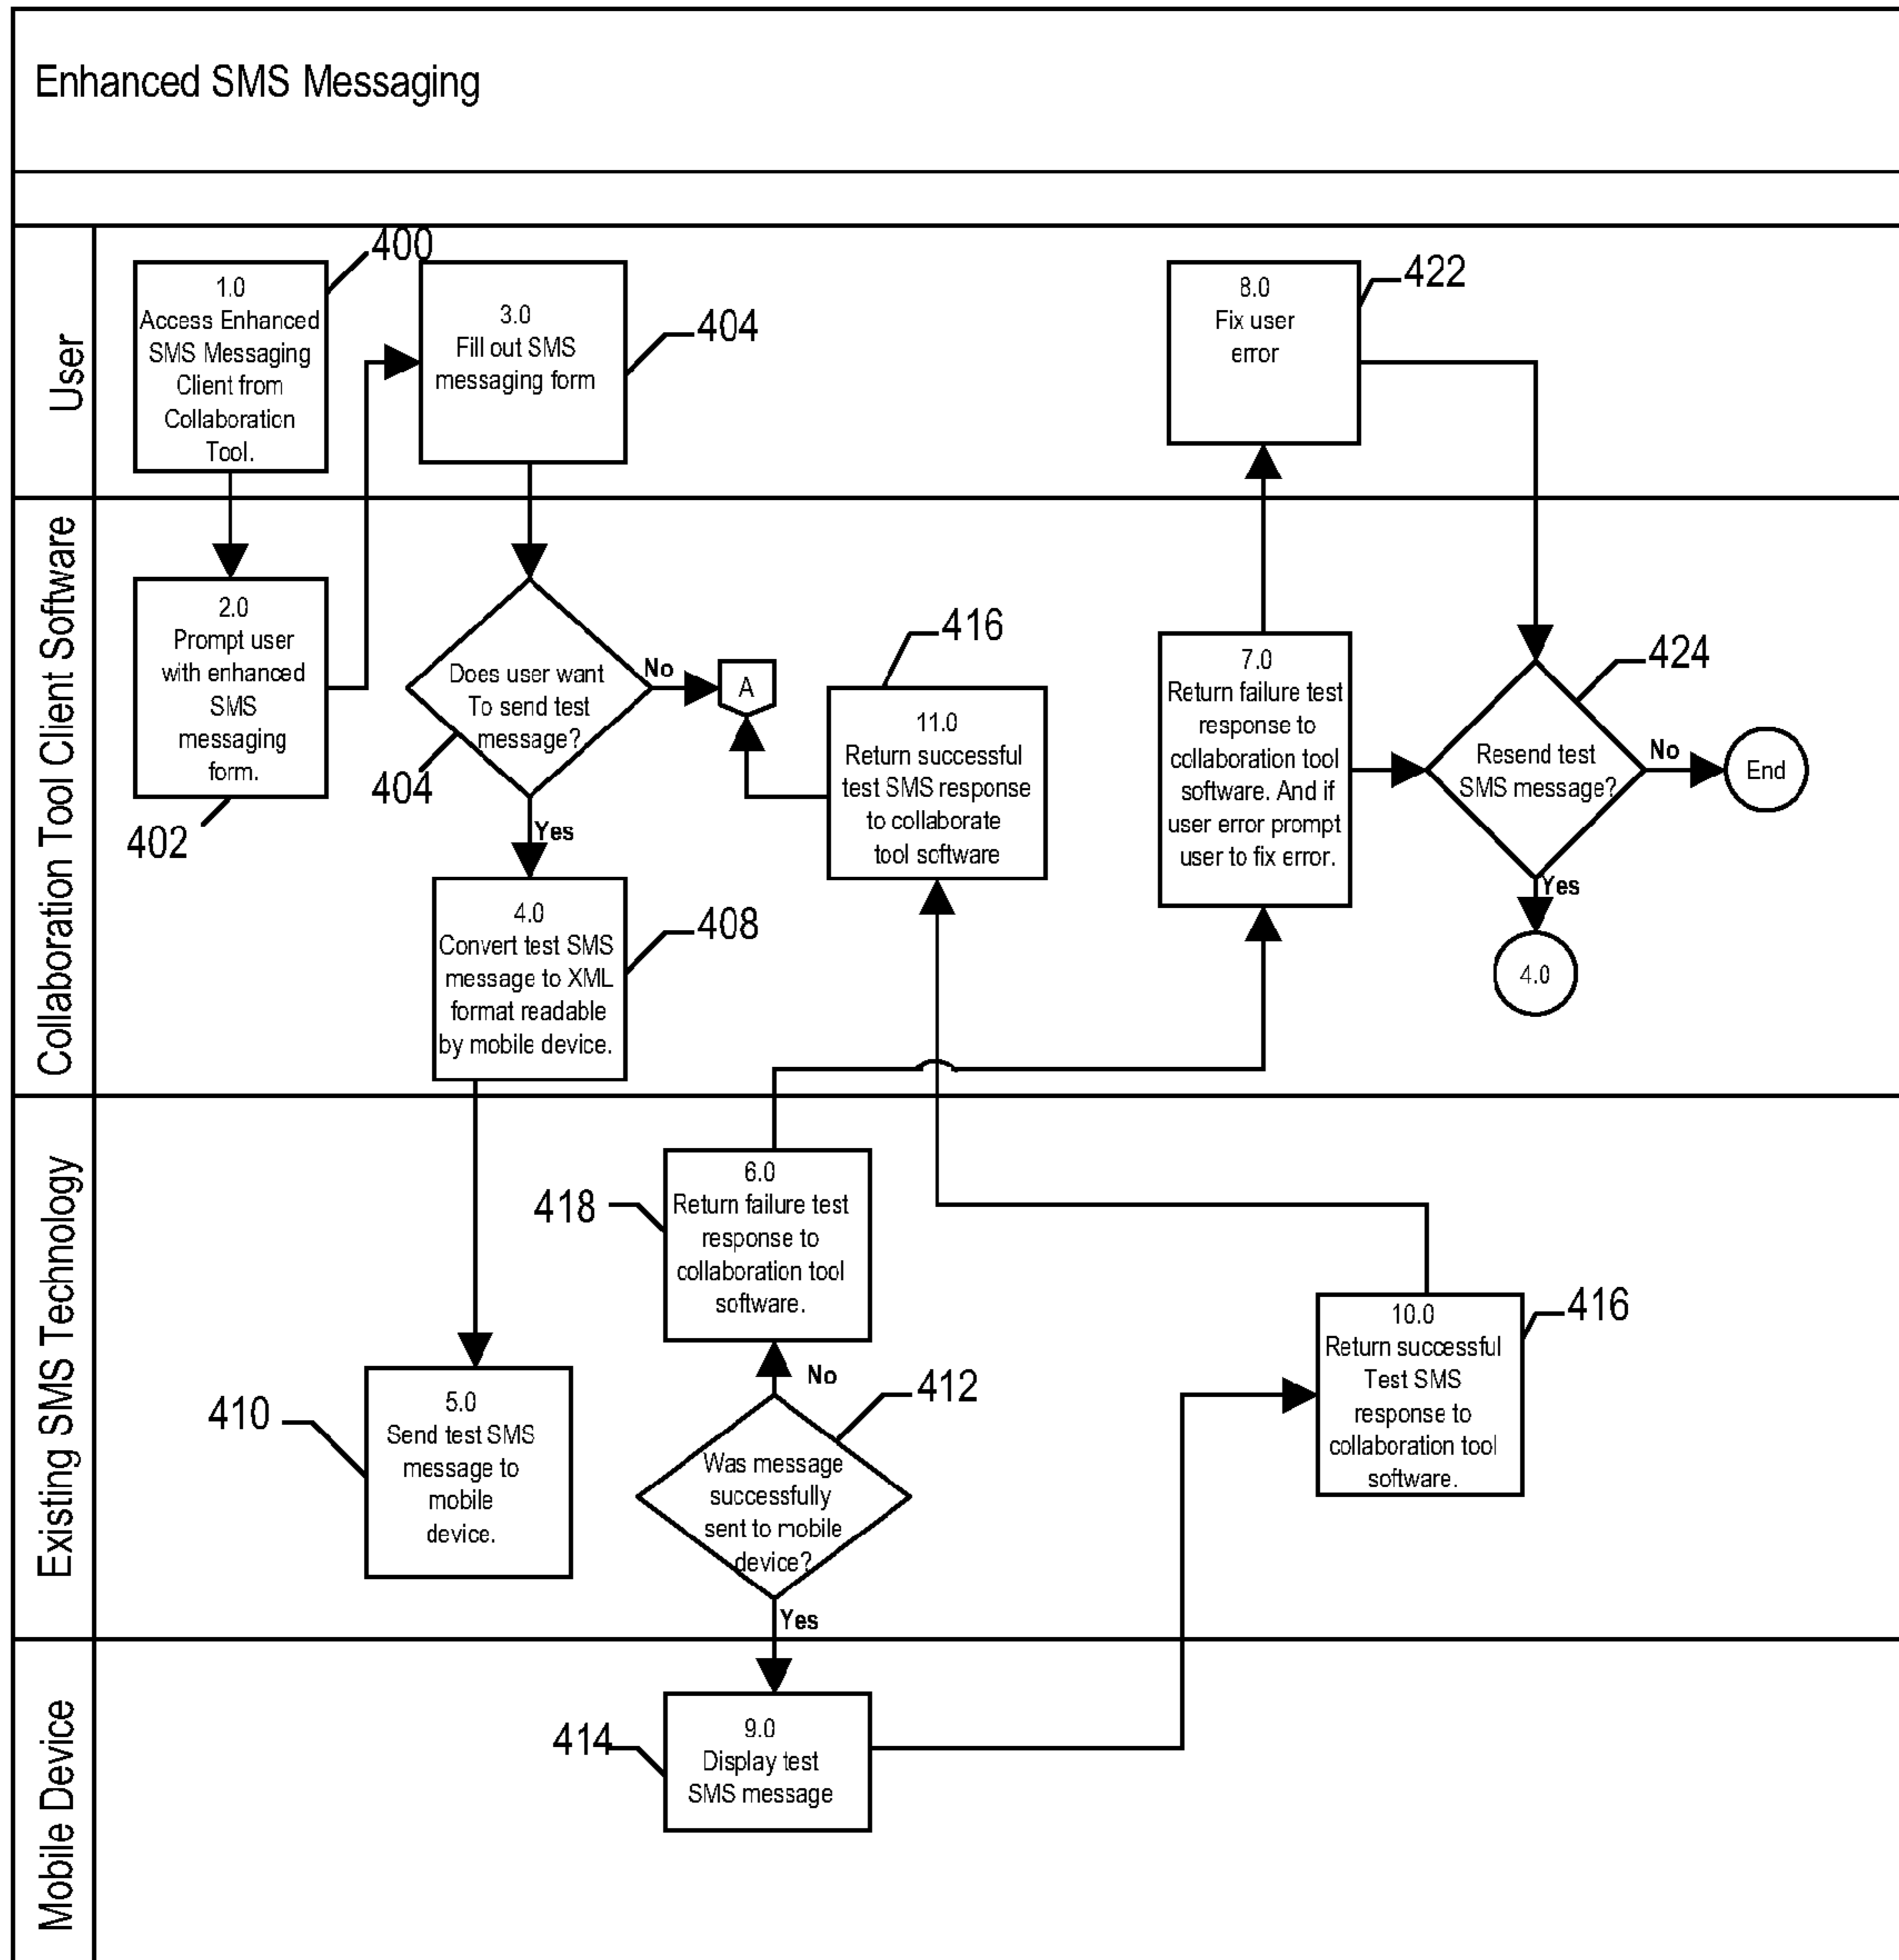 Enhanced SMS Messaging
User
400
1.0
Access Enhanced
SMS Messaging
Client from
Collaboration
Tool.
3.0
Fill out SMS
messaging form
404
8.0
Fix user
error
422
Collaboration Tool Client Software
2.0
Prompt user
with enhanced
SMS
messaging
form.
402
Does user want
To send test
message?
404
No
A
Yes
416
11.0
Return successful
test SMS response
to collaborate
tool software
4.0
Convert test SMS
message to XML
format readable
by mobile device.
408
7.0
Return failure test
response to
collaboration tool
software. And if
user error prompt
user to fix error.
424
Resend test
SMS message?
No
End
Yes
4.0
Existing SMS Technology
418
6.0
Return failure test
response to
collaboration tool
software.
410
5.0
Send test SMS
message to
mobile
device.
No
412
Was message
successfully
sent to mobile
device?
Yes
10.0
Return successful
Test SMS
response to
collaboration tool
software.
416
Mobile Device
414
9.0
Display test
SMS message